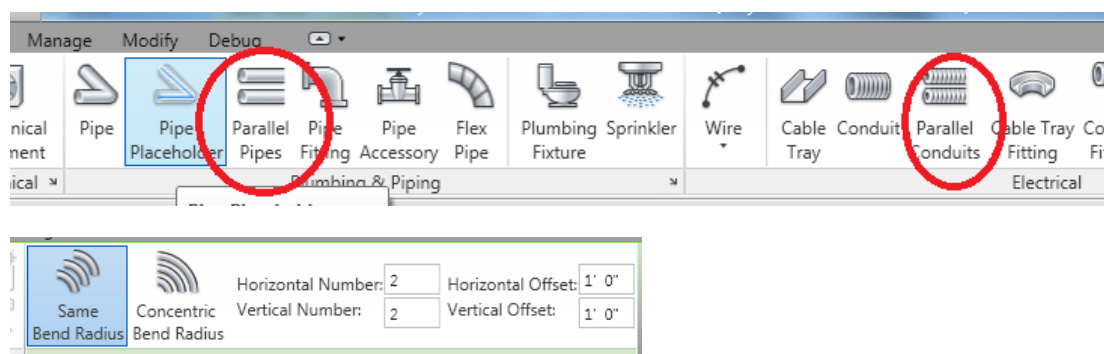 Manage Modify Debug
Pipe Pipe Parallel Pipe Pipe Flex Plumbing Sprinkler Wire Cable Conduit Parallel Cable Tray
Placeholder Pipes Fitting Accessory Pipe Fixture Tray Conduits Fitting
Plumbing & Piping Electrical
Horizontal Number: 2 Horizontal Offset: 1' 0"
Same Concentric Vertical Number: 2 Vertical Offset: 1' 0"
Bend Radius Bend Radius